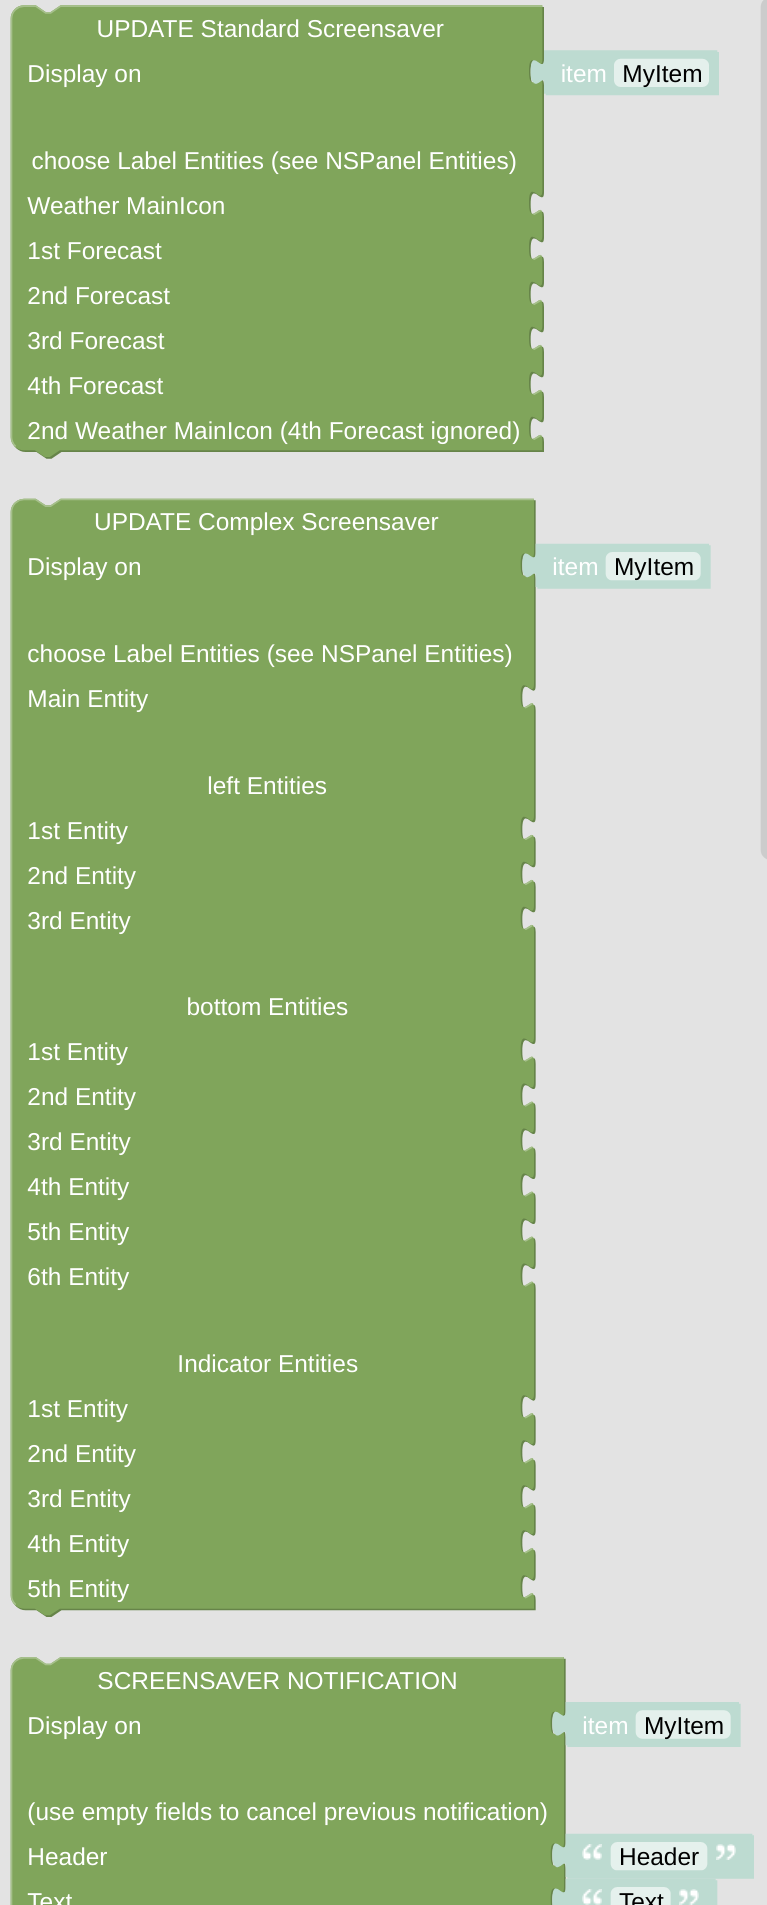 UPDATE Standard Screensaver
Display on item MyItem
choose Label Entities (see NSPanel Entities)
Weather MainIcon
1st Forecast
2nd Forecast
3rd Forecast
4th Forecast
2nd Weather MainIcon (4th Forecast ignored)
UPDATE Complex Screensaver
Display on item MyItem
choose Label Entities (see NSPanel Entities)
Main Entity
left Entities
1st Entity
2nd Entity
3rd Entity
bottom Entities
1st Entity
2nd Entity
3rd Entity
4th Entity
5th Entity
6th Entity
Indicator Entities
1st Entity
2nd Entity
3rd Entity
4th Entity
5th Entity
SCREENSAVER NOTIFICATION
Display on item MyItem
(use empty fields to cancel previous notification)
Header “ Header ”
Text “ Text ”